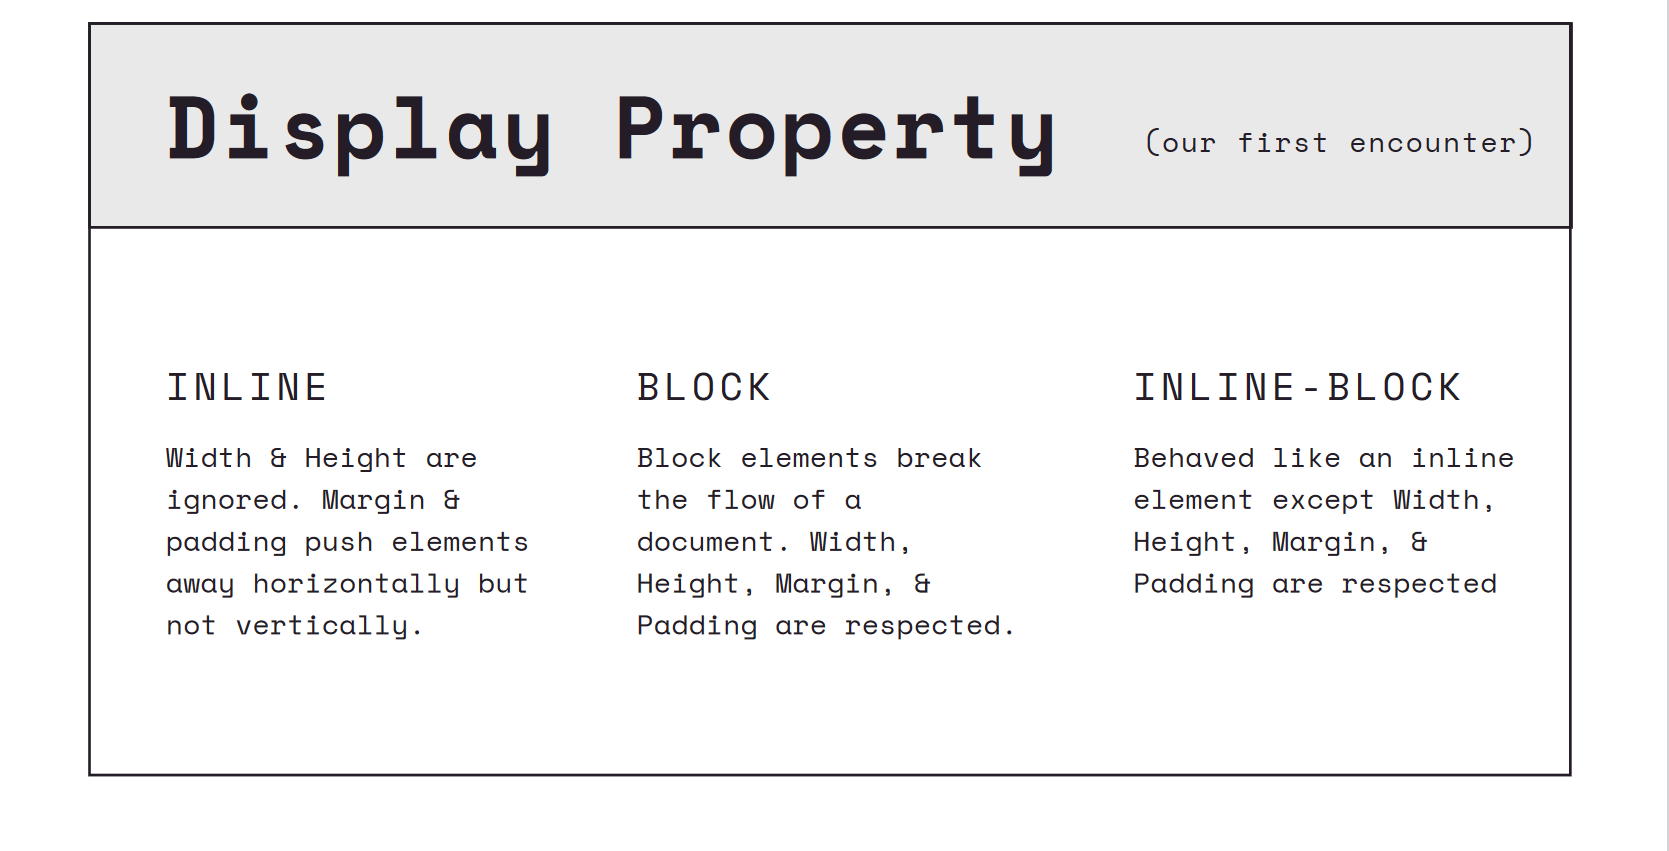 Display Property (our first encounter)
INLINE
Width & Height are
ignored. Margin &
padding push elements
away horizontally but
not vertically.
BLOCK
Block elements break
the flow of a
document. Width,
Height, Margin, &
Padding are respected.
INLINE-BLOCK
Behaved like an inline
element except Width,
Height, Margin, &
Padding are respected